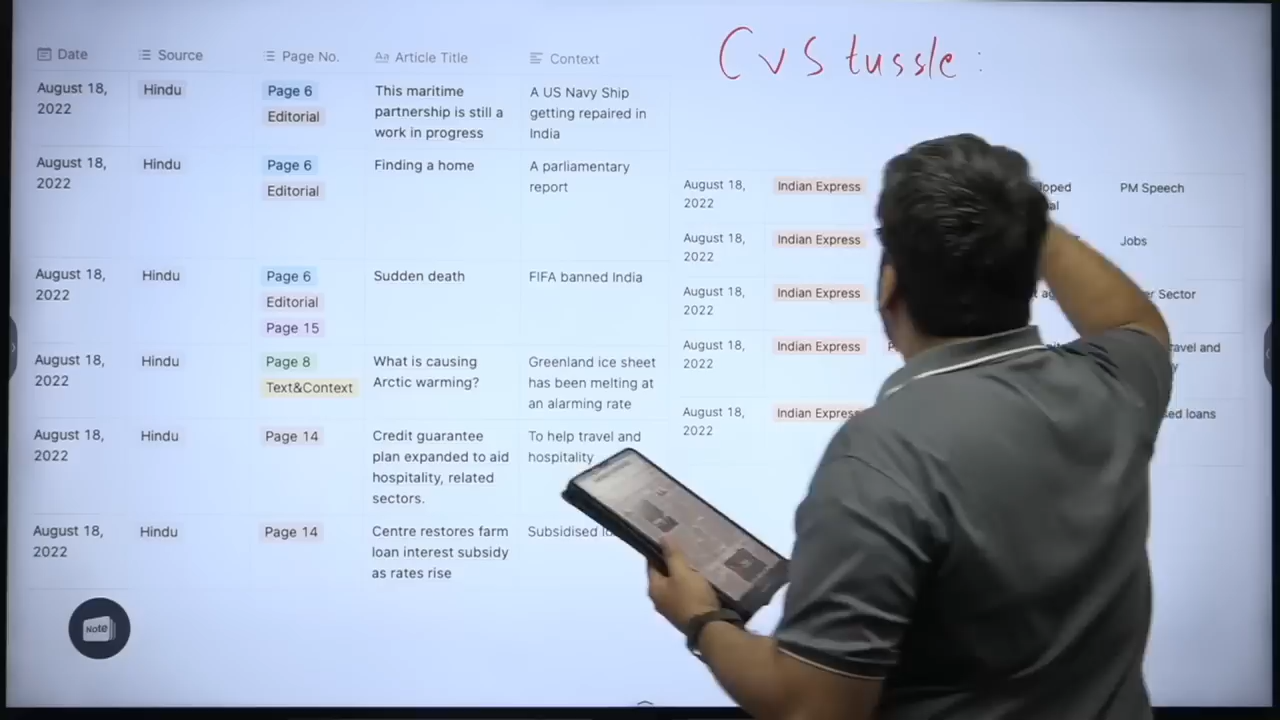 C v S tussle :
Date Source Page No. Aa Article Title Context
August 18, 2022
Hindu
Page 6
Editorial
This maritime
partnership is still a
work in progress
A US Navy Ship
getting repaired in
India
August 18,
2022
Hindu
Page 6
Editorial
Finding a home
A parliamentary
report
August 18,
2022
Hindu
Page 6
Editorial
Page 15
Sudden death
FIFA banned India
August 18,
2022
Hindu
Page 8
Text&Context
What is causing
Arctic warming?
Greenland ice sheet
has been melting at
an alarming rate
August 18,
2022
Hindu
Page 14
Credit guarantee
plan expanded to aid
hospitality, related
sectors.
To help travel and
hospitality
August 18,
2022
Hindu
Page 14
Centre restores farm
loan interest subsidy
as rates rise
Subsidised
August 18,
2022
Indian Express
PM Speech
August 18,
2022
Indian Express
Jobs
August 18,
2022
Indian Express
Sector
August 18,
2022
Indian Express
and
August 18,
2022
Indian Express
loans
Note